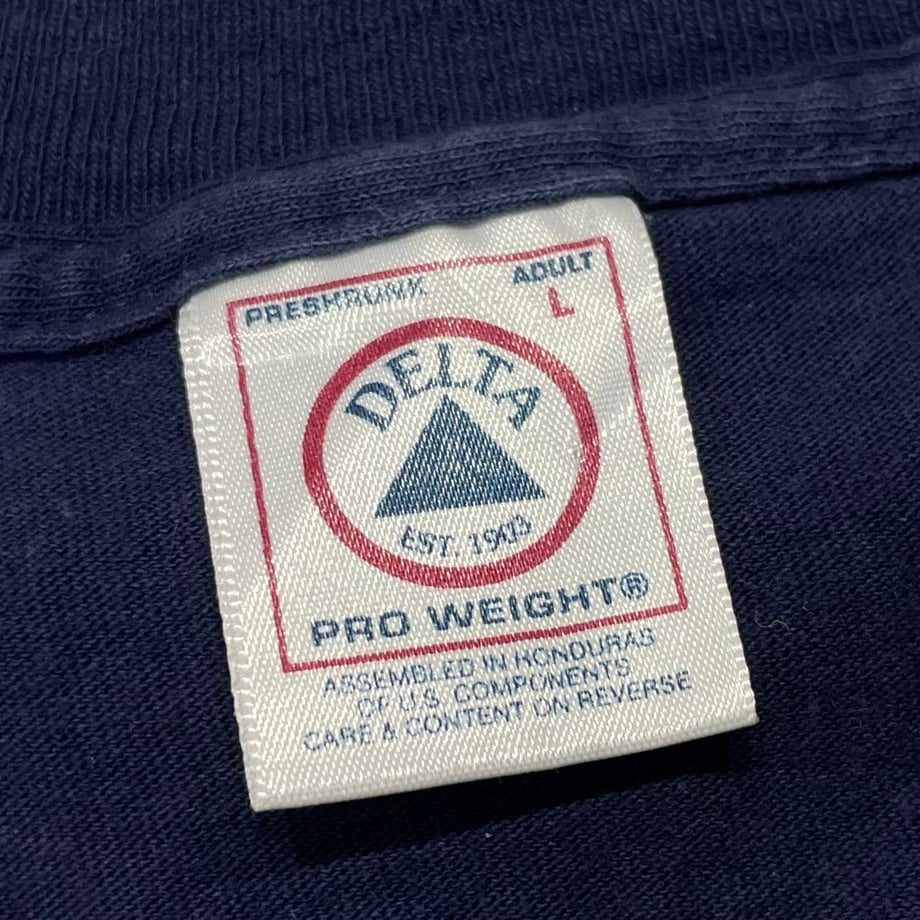 PRESHRUNK ADULT
L
DELTA
EST. 1903
PRO WEIGHT®
ASSEMBLED IN HONDURAS
OF U.S. COMPONENTS
CARE & CONTENT ON REVERSE